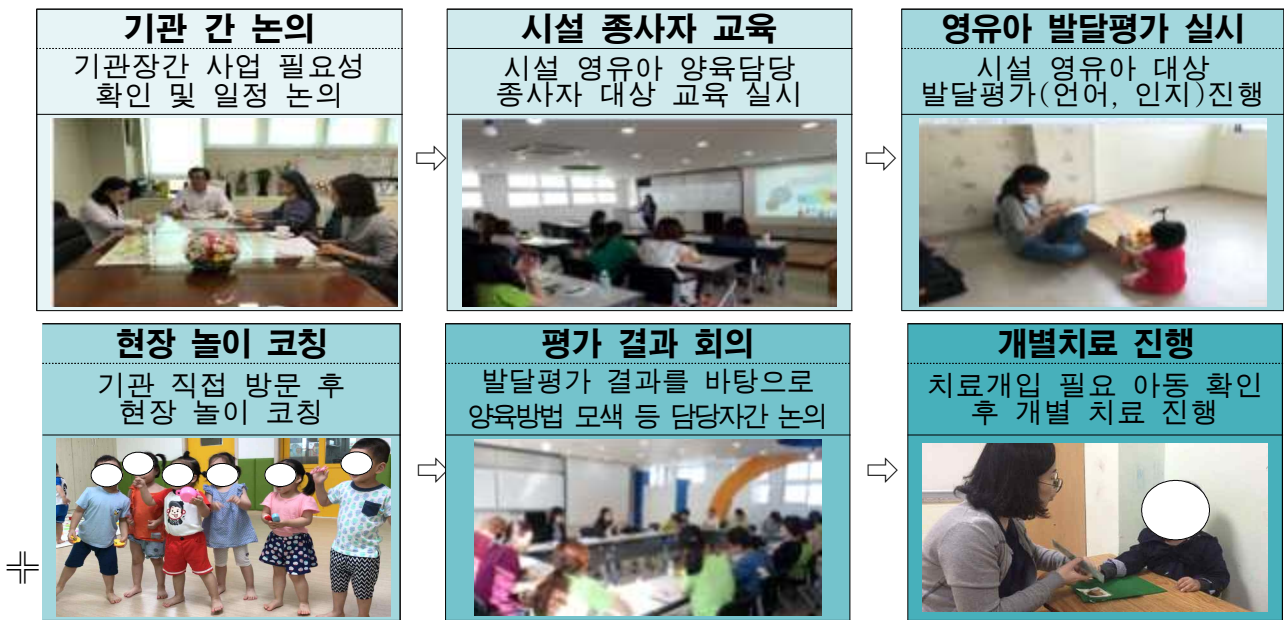 기관 간 논의
기관장간 사업 필요성
확인 및 일정 논의
⇨
시설 종사자 교육
시설 영유아 양육담당
종사자 대상 교육 실시
⇨
영유아 발달평가 실시
시설 영유아 대상
발달평가(언어, 인지)진행
현장 놀이 코칭
기관 직접 방문 후
현장 놀이 코칭
⇨
평가 결과 회의
발달평가 결과를 바탕으로
양육방법 모색 등 담당자간 논의
⇨
개별치료 진행
치료개입 필요 아동 확인
후 개별 치료 진행